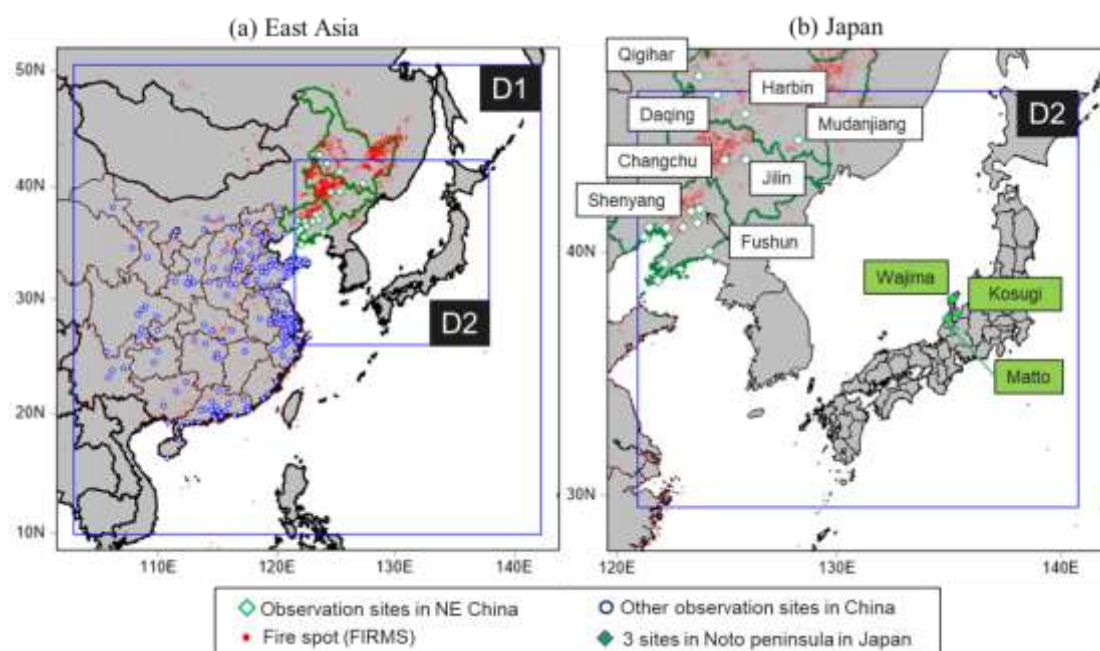 (a) East Asia
(b) Japan
50N
40N
30N
20N
10N
110E
120E
130E
140E
D1
D2
Qigihar
Harbin
Daqing
Mudanjiang
Changchu
Jilin
Shenyang
Fushun
D2
Wajima
Kosugi
Matto
40N
30N
120E
130E
140E
Observation sites in NE China
Other observation sites in China
Fire spot (FIRMS)
3 sites in Noto peninsula in Japan